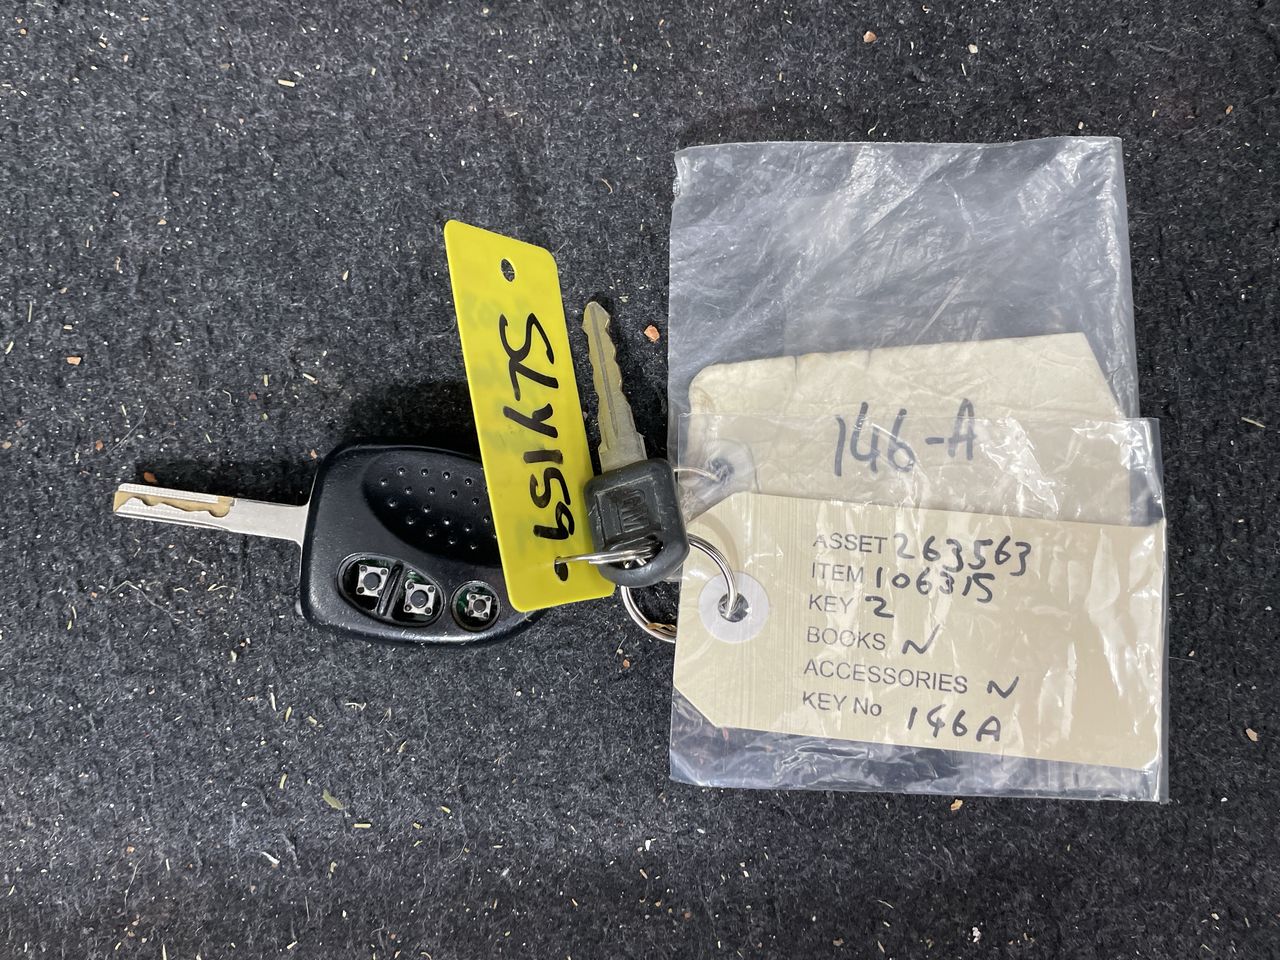 SLY159
146-A
ASSET 263563
ITEM 106315
KEY 2
BOOKS N
ACCESSORIES N
KEY No 146A